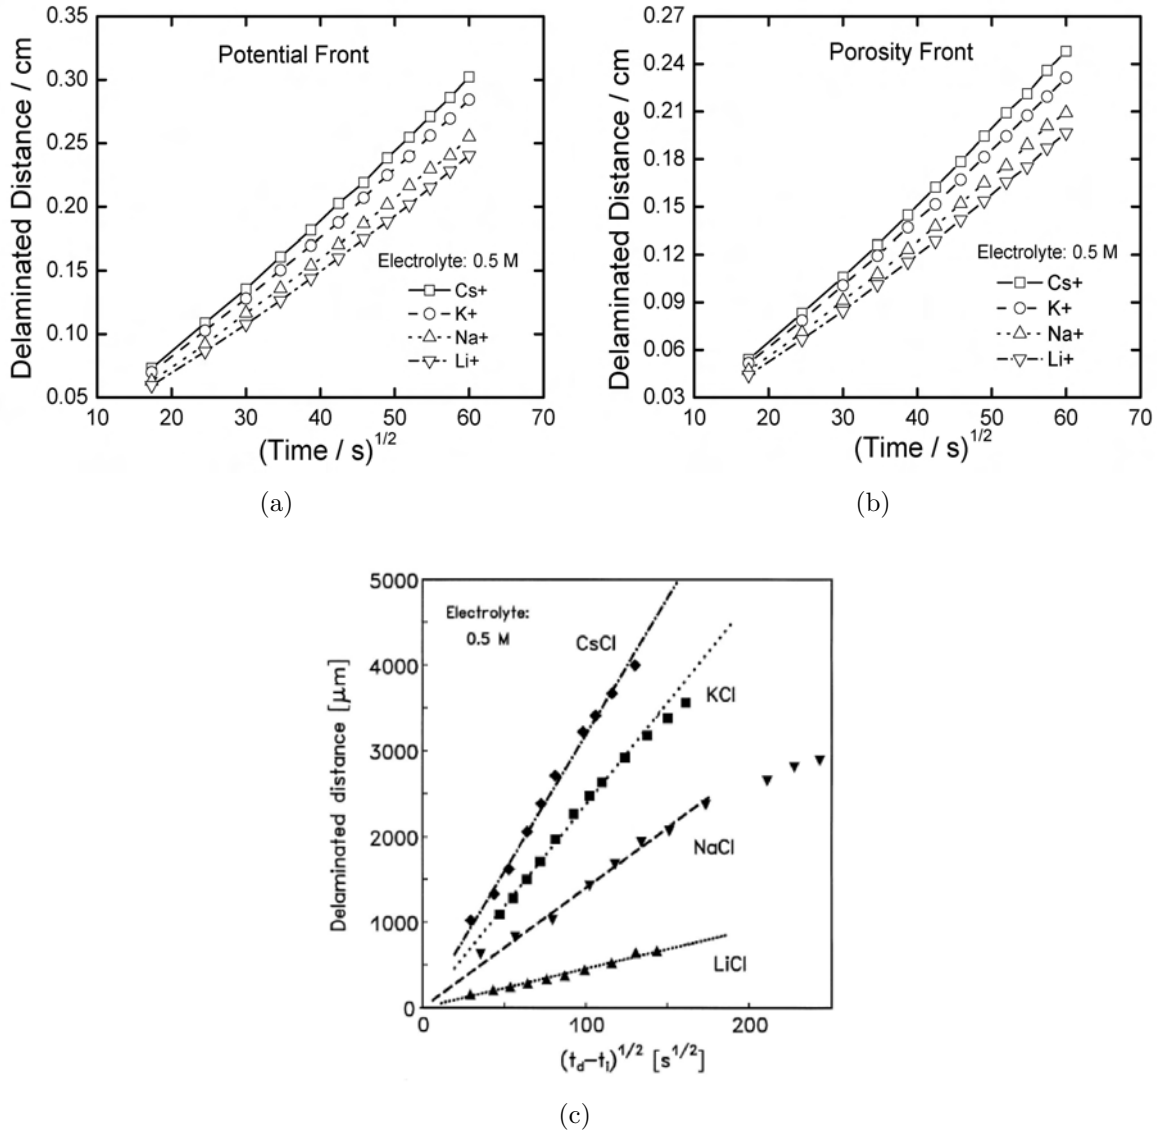 Potential Front
Delaminated Distance / cm
0.35
0.30
0.25
0.20
0.15
0.10
0.05
Electrolyte: 0.5 M
Cs+
K+
Na+
Li+
10 20 30 40 50 60 70
(Time / s)^1/2
(a)
Porosity Front
Delaminated Distance / cm
0.27
0.24
0.21
0.18
0.15
0.12
0.09
0.06
0.03
Electrolyte: 0.5 M
Cs+
K+
Na+
Li+
10 20 30 40 50 60 70
(Time / s)^1/2
(b)
Delaminated distance [μm]
5000
4000
3000
2000
1000
0
Electrolyte:
0.5 M
CsCl
KCl
NaCl
LiCl
0 100 200
(t_d–t_i)^1/2 [s^1/2]
(c)